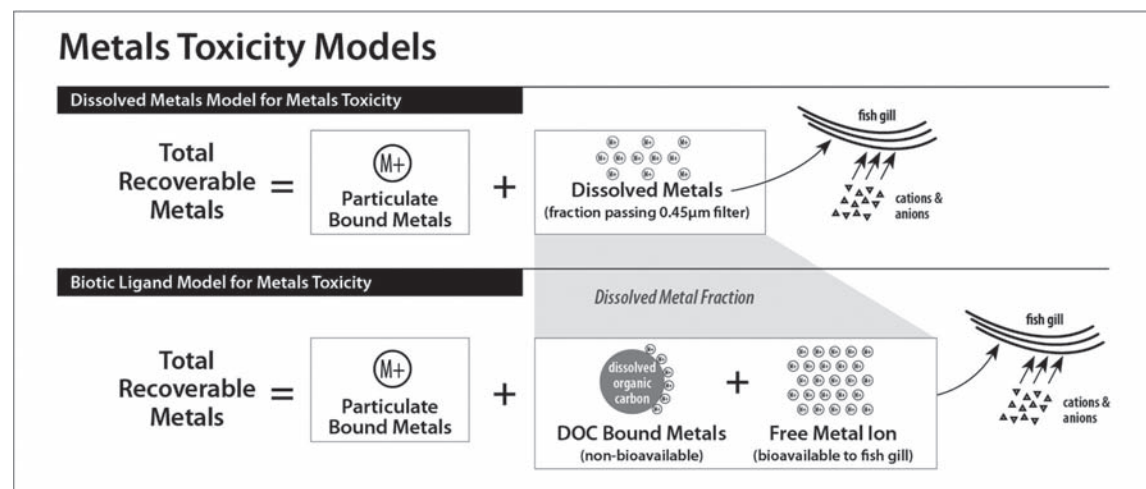 Metals Toxicity Models
Dissolved Metals Model for Metals Toxicity
Total
Recoverable
Metals
=
M+
Particulate
Bound Metals
+
M+ M+ M+
M+ M+ M+ M+ M+
M+ M+ M+
Dissolved Metals
(fraction passing 0.45µm filter)
fish gill
cations &
anions
Biotic Ligand Model for Metals Toxicity
Dissolved Metal Fraction
Total
Recoverable
Metals
=
M+
Particulate
Bound Metals
+
dissolved
organic
carbon
M+
M+
M+
M+
M+
M+
DOC Bound Metals
(non-bioavailable)
+
M+ M+ M+ M+ M+
M+ M+ M+ M+ M+
M+ M+ M+ M+ M+
M+ M+ M+ M+ M+
M+ M+ M+ M+ M+
Free Metal Ion
(bioavailable to fish gill)
fish gill
cations &
anions